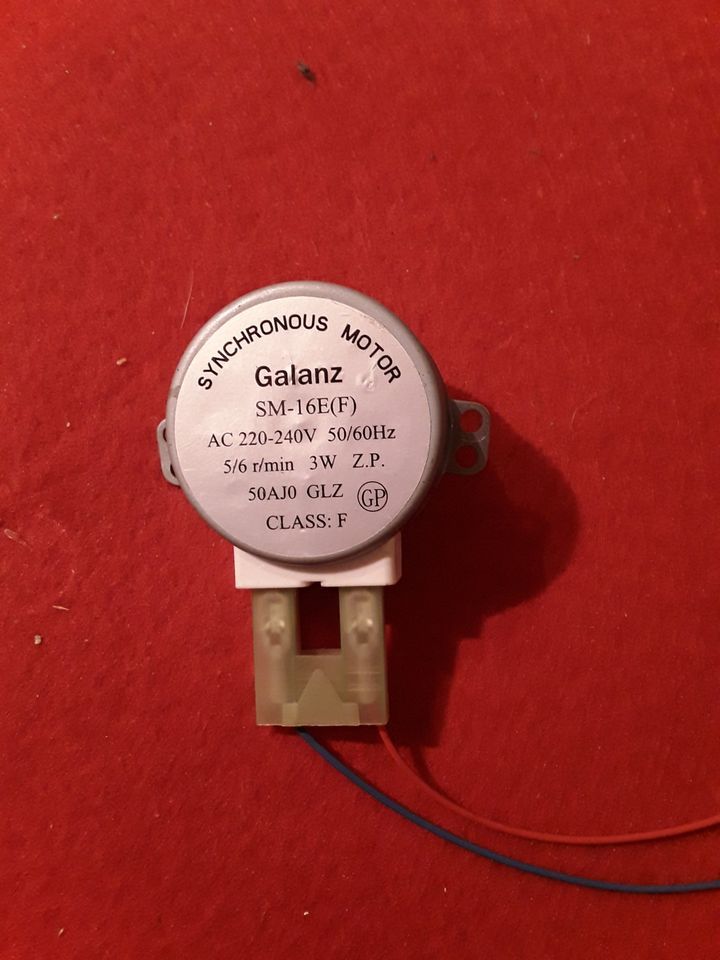 SYNCHRONOUS MOTOR
Galanz
SM-16E(F)
AC 220-240V 50/60Hz
5/6 r/min 3W Z.P.
50AJ0 GLZ GP
CLASS: F